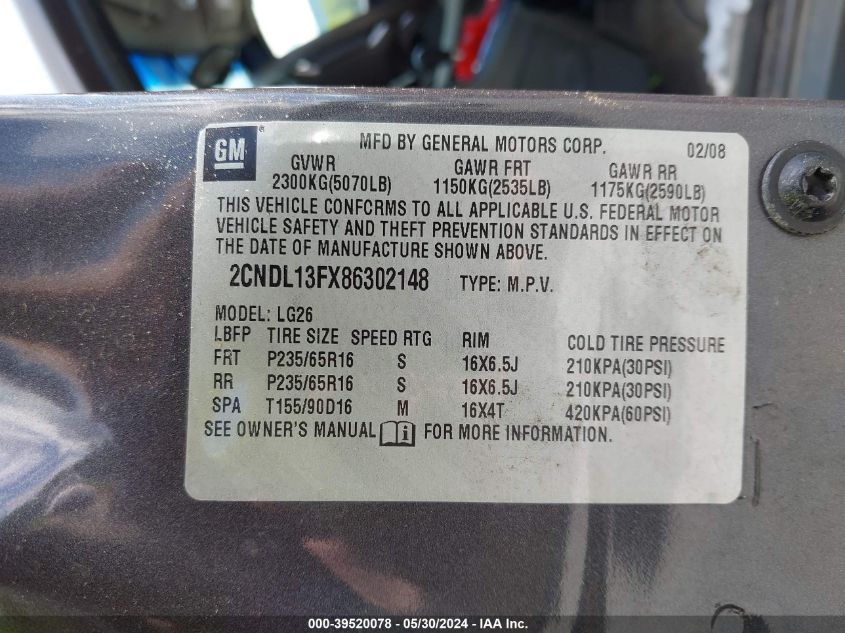 GM ®
MFD BY GENERAL MOTORS CORP. 02/08
GVWR GAWR FRT GAWR RR
2300KG(5070LB) 1150KG(2535LB) 1175KG(2590LB)
THIS VEHICLE CONFORMS TO ALL APPLICABLE U.S. FEDERAL MOTOR
VEHICLE SAFETY AND THEFT PREVENTION STANDARDS IN EFFECT ON
THE DATE OF MANUFACTURE SHOWN ABOVE.
2CNDL13FX86302148 TYPE: M.P.V.
MODEL: LG26
LBFP TIRE SIZE SPEED RTG RIM COLD TIRE PRESSURE
FRT P235/65R16 S 16X6.5J 210KPA(30PSI)
RR P235/65R16 S 16X6.5J 210KPA(30PSI)
SPA T155/90D16 M 16X4T 420KPA(60PSI)
SEE OWNER'S MANUAL i FOR MORE INFORMATION.
000-39520078 / 05/30/2024 - © IAA Inc.